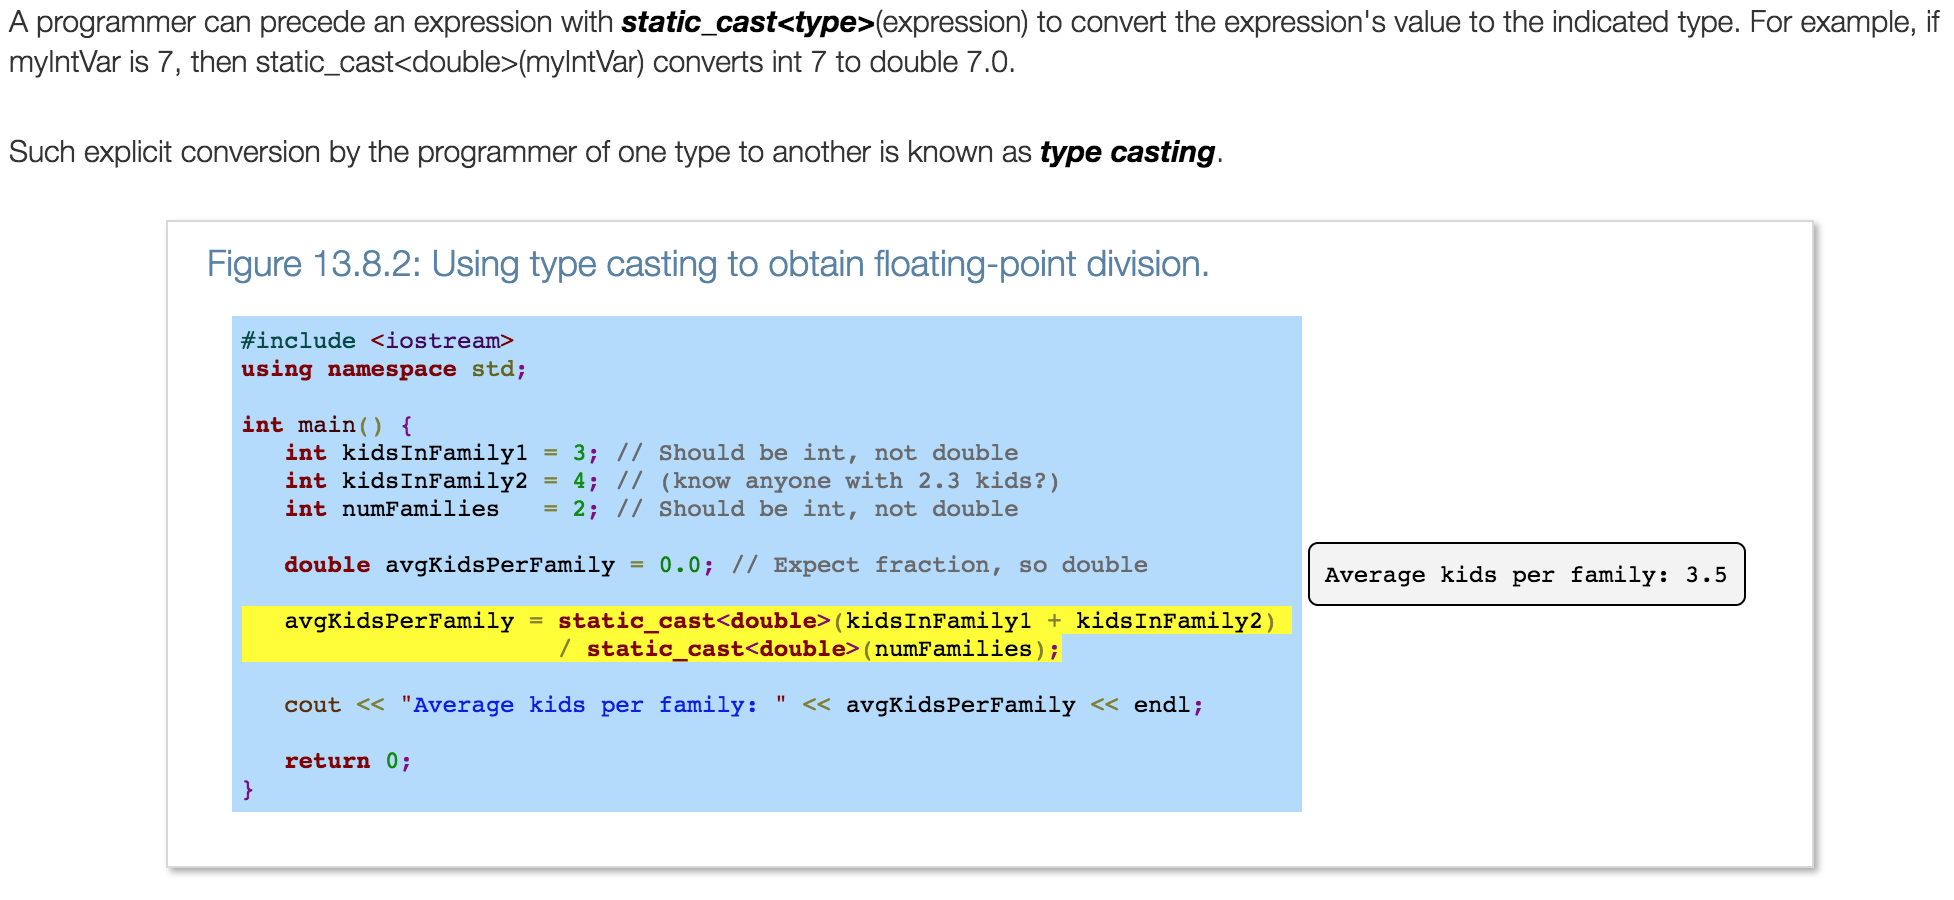 A programmer can precede an expression with static_cast<type>(expression) to convert the expression's value to the indicated type. For example, if
myIntVar is 7, then static_cast<double>(myIntVar) converts int 7 to double 7.0.
Such explicit conversion by the programmer of one type to another is known as type casting.
Figure 13.8.2: Using type casting to obtain floating-point division.
#include <iostream>
using namespace std;
int main() {
   int kidsInFamily1 = 3; // Should be int, not double
   int kidsInFamily2 = 4; // (know anyone with 2.3 kids?)
   int numFamilies   = 2; // Should be int, not double
   double avgKidsPerFamily = 0.0; // Expect fraction, so double
   avgKidsPerFamily = static_cast<double>(kidsInFamily1 + kidsInFamily2)
                      / static_cast<double>(numFamilies);
   cout << "Average kids per family: " << avgKidsPerFamily << endl;
   return 0;
}
Average kids per family: 3.5